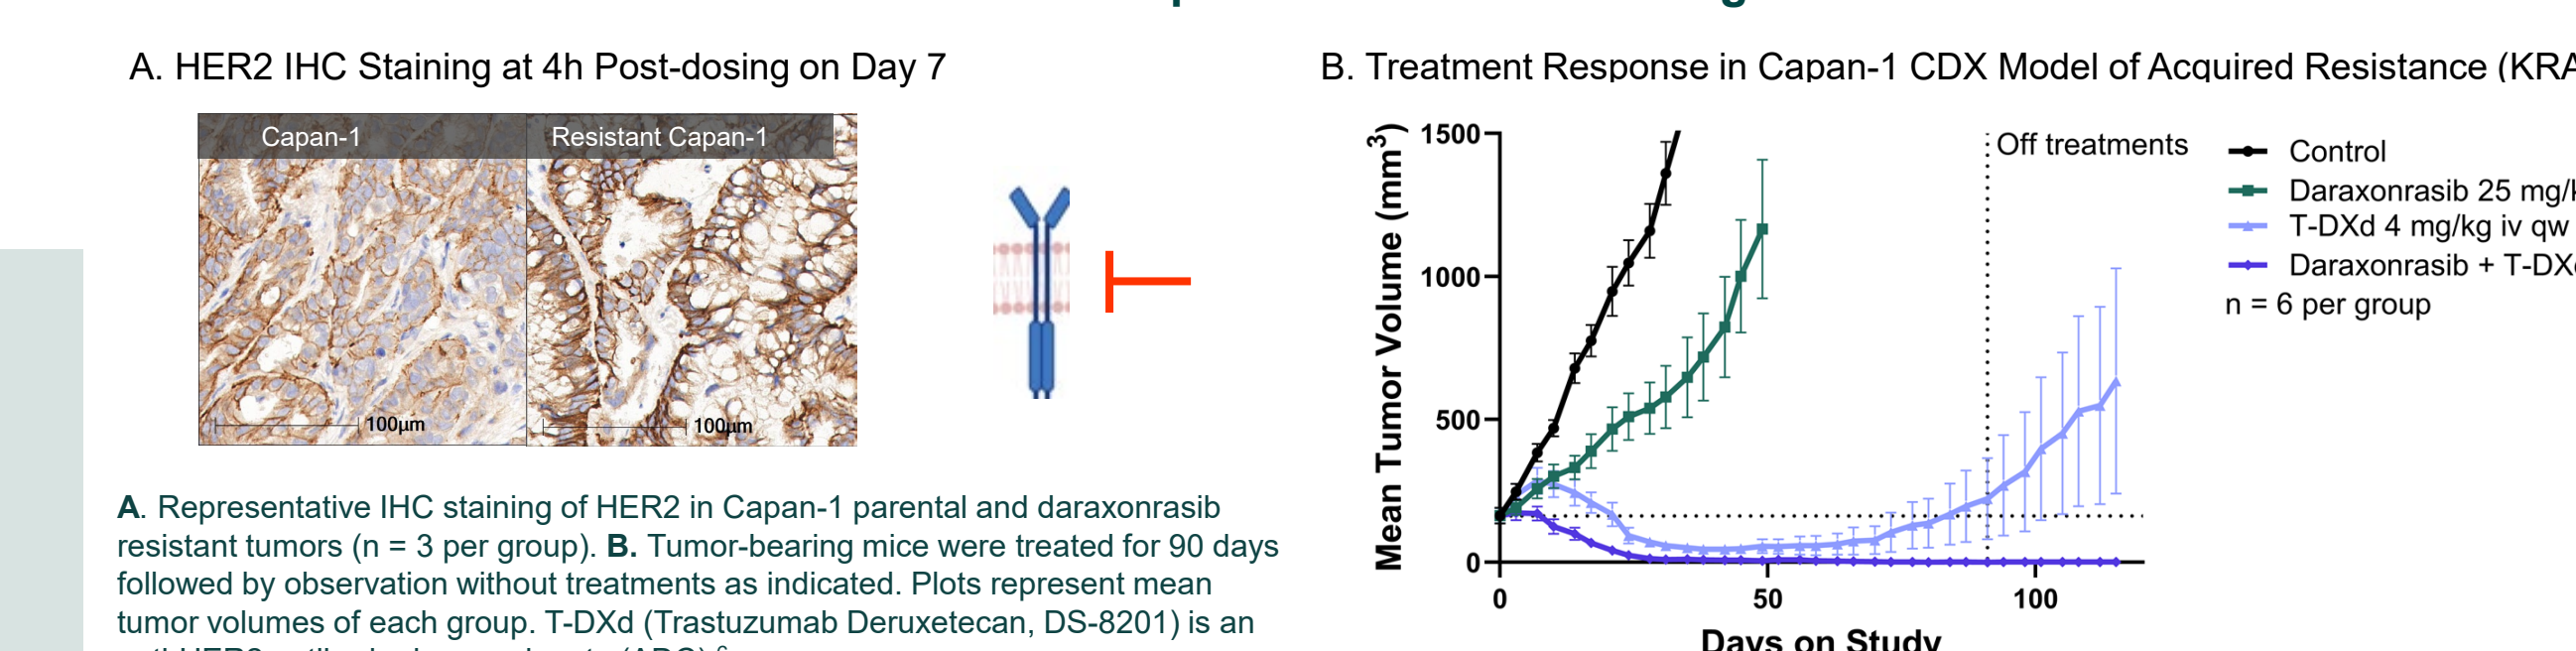 A. HER2 IHC Staining at 4h Post-dosing on Day 7
Capan-1
Resistant Capan-1
100µm
100µm
A. Representative IHC staining of HER2 in Capan-1 parental and daraxonrasib
resistant tumors (n = 3 per group). B. Tumor-bearing mice were treated for 90 days
followed by observation without treatments as indicated. Plots represent mean
tumor volumes of each group. T-DXd (Trastuzumab Deruxetecan, DS-8201) is an
B. Treatment Response in Capan-1 CDX Model of Acquired Resistance (KRA
Mean Tumor Volume (mm³)
1500
1000
500
0
0
50
100
Days on Study
Off treatments
Control
Daraxonrasib 25 mg/k
T-DXd 4 mg/kg iv qw
Daraxonrasib + T-DX
n = 6 per group